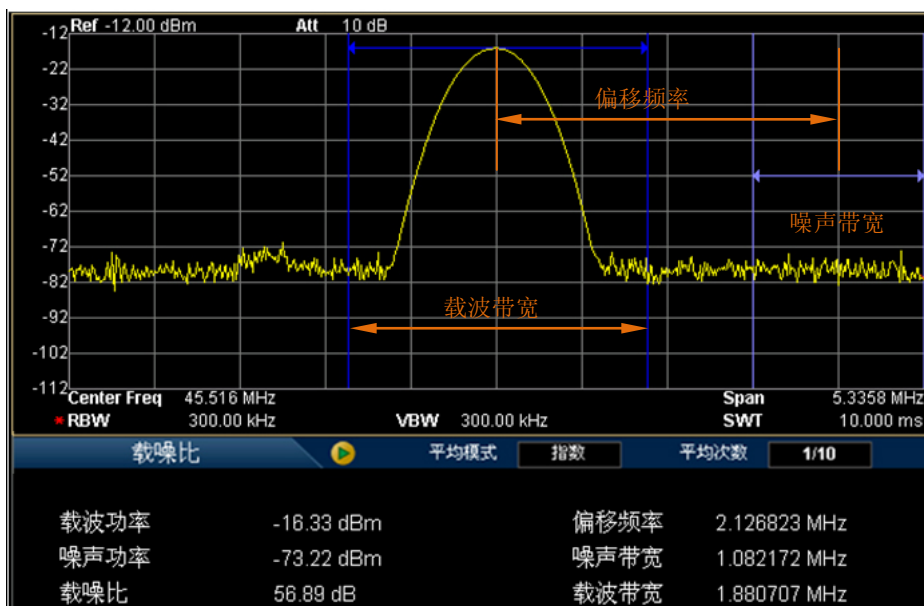 Ref -12.00 dBm Att 10 dB
-12
-22
-32
-42
-52
-62
-72
-82
-92
-102
-112
偏移频率
噪声带宽
载波带宽
Center Freq 45.516 MHz Span 5.3358 MHz
*RBW 300.00 kHz VBW 300.00 kHz SWT 10.000 ms
载噪比 平均模式 指数 平均次数 1/10
载波功率 -16.33 dBm 偏移频率 2.126823 MHz
噪声功率 -73.22 dBm 噪声带宽 1.082172 MHz
载噪比 56.89 dB 载波带宽 1.880707 MHz